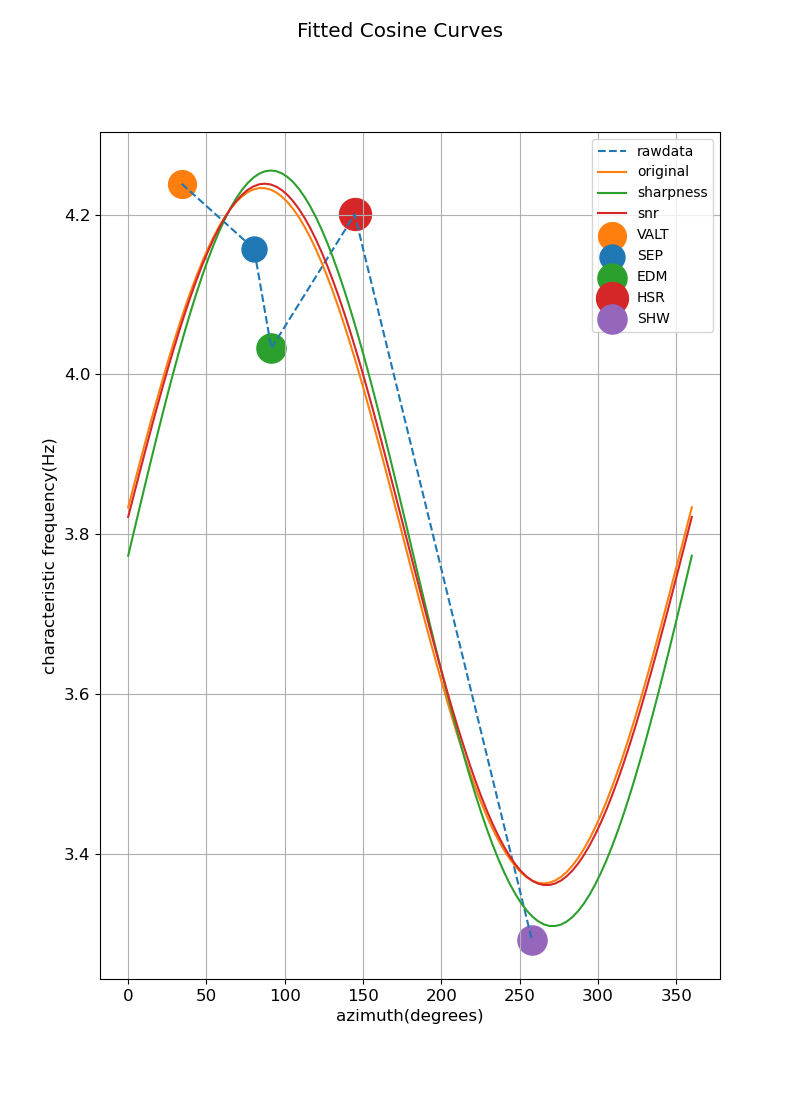 Fitted Cosine Curves
rawdata
original
sharpness
snr
VALT
SEP
EDM
HSR
SHW
characteristic frequency(Hz)
4.2
4.0
3.8
3.6
3.4
0 50 100 150 200 250 300 350
azimuth(degrees)